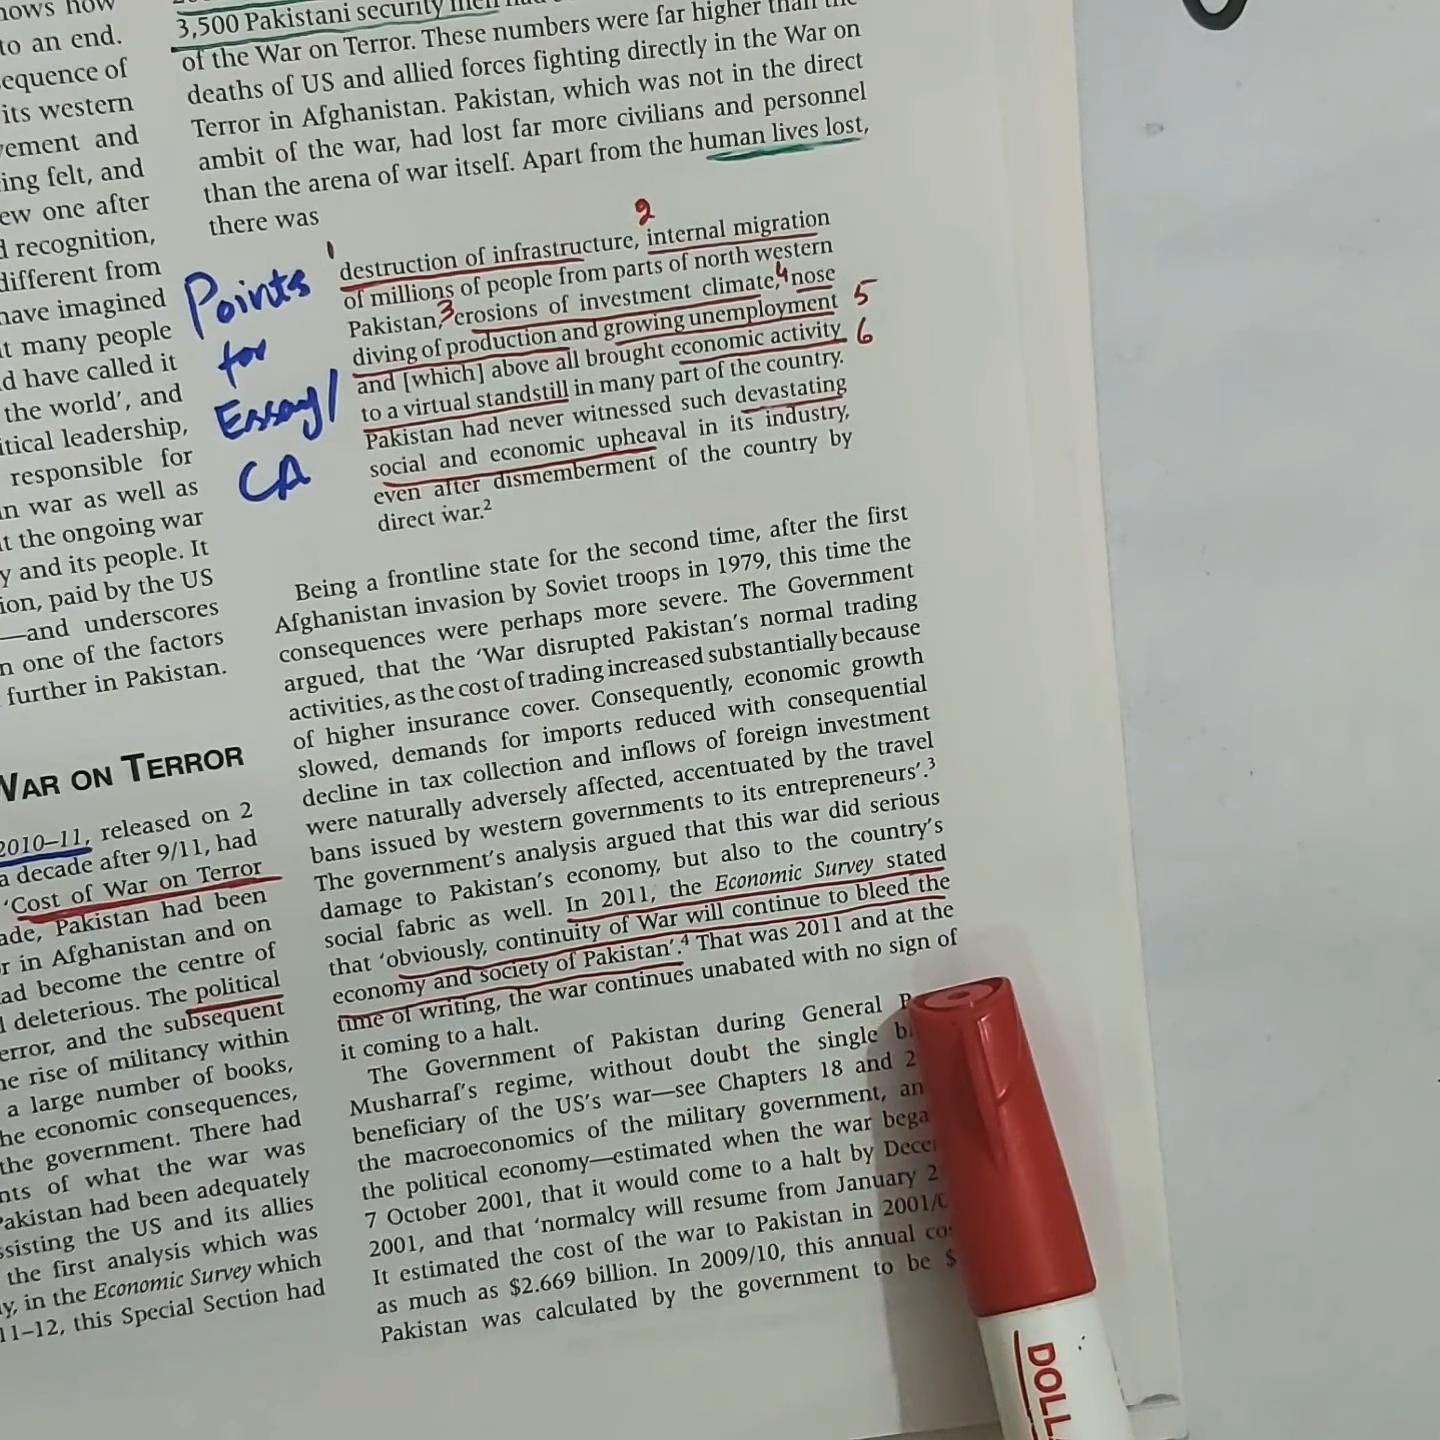 hows how
to an end.
equence of
its western
vement and
ing felt, and
ew one after
d recognition,
different from
have imagined
t many people
d have called it
the world', and
itical leadership,
responsible for
n war as well as
t the ongoing war
y and its people. It
ion, paid by the US
—and underscores
n one of the factors
further in Pakistan.
WAR ON TERROR
2010–11, released on 2
a decade after 9/11, had
'Cost of War on Terror
ade, Pakistan had been
r in Afghanistan and on
ad become the centre of
l deleterious. The political
error, and the subsequent
he rise of militancy within
a large number of books,
he economic consequences,
the government. There had
nts of what the war was
Pakistan had been adequately
ssisting the US and its allies
the first analysis which was
y, in the Economic Survey which
11–12, this Special Section had
3,500 Pakistani security men had
of the War on Terror. These numbers were far higher than the
deaths of US and allied forces fighting directly in the War on
Terror in Afghanistan. Pakistan, which was not in the direct
ambit of the war, had lost far more civilians and personnel
than the arena of war itself. Apart from the human lives lost,
there was
Points
for
Essay/
CA
1
2
destruction of infrastructure, internal migration
of millions of people from parts of north western
Pakistan, 3 erosions of investment climate, 4 nose
diving of production and growing unemployment 5
and [which] above all brought economic activity 6
to a virtual standstill in many part of the country.
Pakistan had never witnessed such devastating
social and economic upheaval in its industry,
even after dismemberment of the country by
direct war.²
Being a frontline state for the second time, after the first
Afghanistan invasion by Soviet troops in 1979, this time the
consequences were perhaps more severe. The Government
argued, that the 'War disrupted Pakistan's normal trading
activities, as the cost of trading increased substantially because
of higher insurance cover. Consequently, economic growth
slowed, demands for imports reduced with consequential
decline in tax collection and inflows of foreign investment
were naturally adversely affected, accentuated by the travel
bans issued by western governments to its entrepreneurs'.³
The government's analysis argued that this war did serious
damage to Pakistan's economy, but also to the country's
social fabric as well. In 2011, the Economic Survey stated
that 'obviously, continuity of War will continue to bleed the
economy and society of Pakistan'.⁴ That was 2011 and at the
time of writing, the war continues unabated with no sign of
it coming to a halt.
The Government of Pakistan during General P
Musharraf's regime, without doubt the single b
beneficiary of the US's war—see Chapters 18 and 2
the macroeconomics of the military government, an
the political economy—estimated when the war bega
7 October 2001, that it would come to a halt by Dece
2001, and that 'normalcy will resume from January 2
It estimated the cost of the war to Pakistan in 2001/0
as much as $2.669 billion. In 2009/10, this annual co
Pakistan was calculated by the government to be $
DOLL